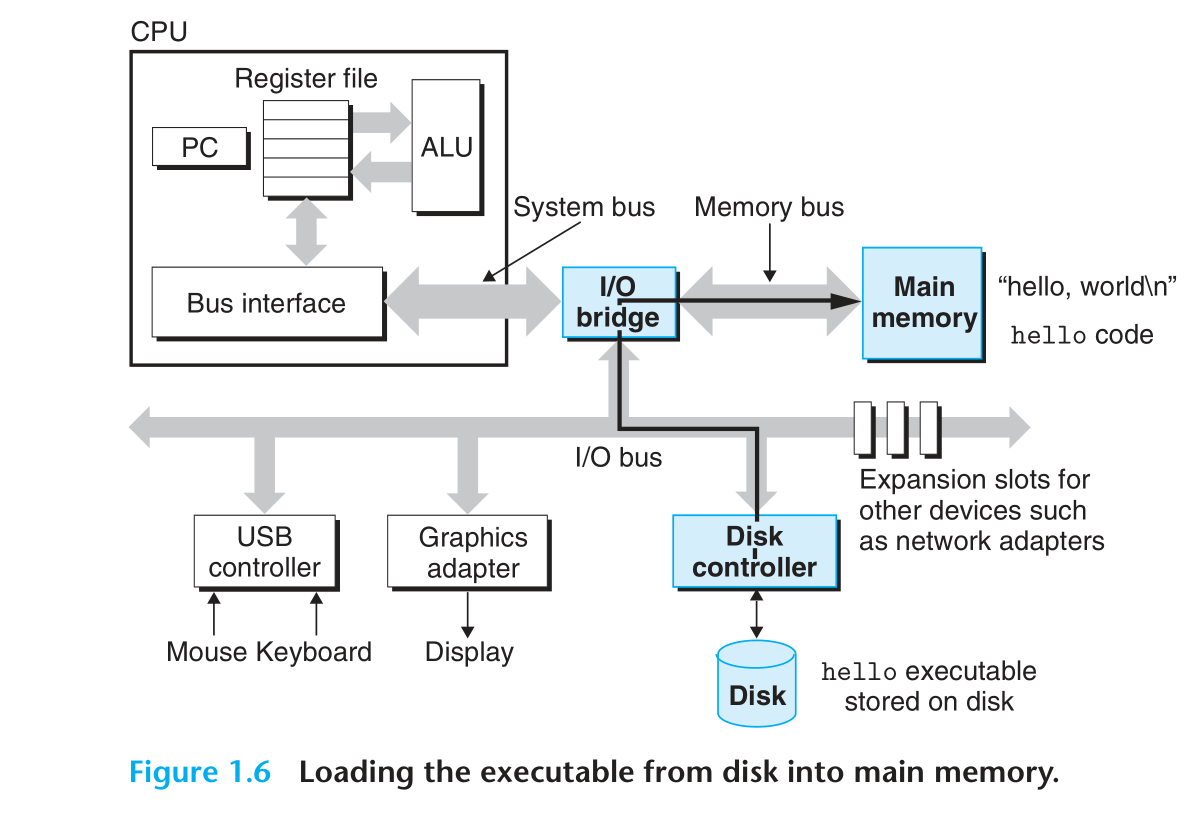 CPU
Register file
PC
ALU
System bus
Memory bus
Bus interface
I/O
bridge
Main
memory
“hello, world\n”
hello code
I/O bus
Expansion slots for
other devices such
as network adapters
USB
controller
Graphics
adapter
Disk
controller
Mouse Keyboard
Display
Disk
hello executable
stored on disk
Figure 1.6 Loading the executable from disk into main memory.